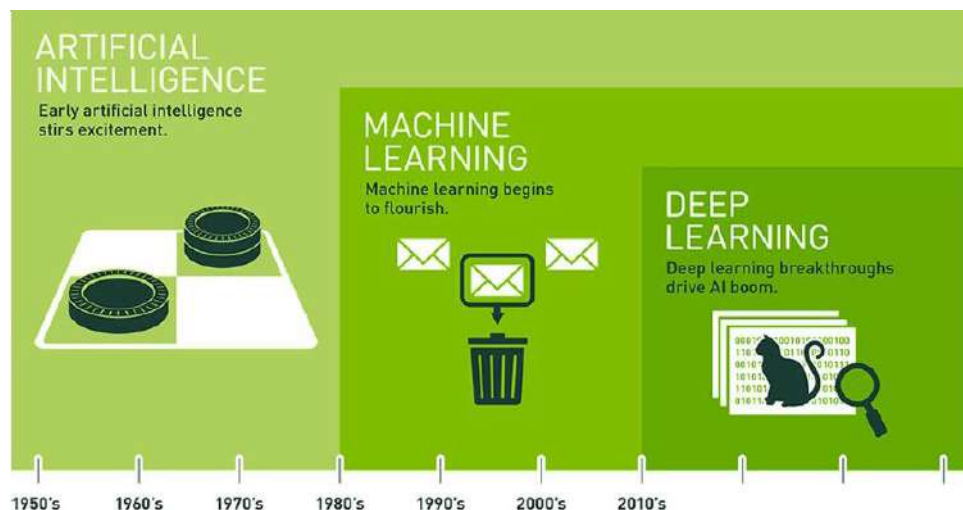 ARTIFICIAL
INTELLIGENCE
Early artificial intelligence
stirs excitement.
MACHINE
LEARNING
Machine learning begins
to flourish.
DEEP
LEARNING
Deep learning breakthroughs
drive AI boom.
1950's
1960's
1970's
1980's
1990's
2000's
2010's